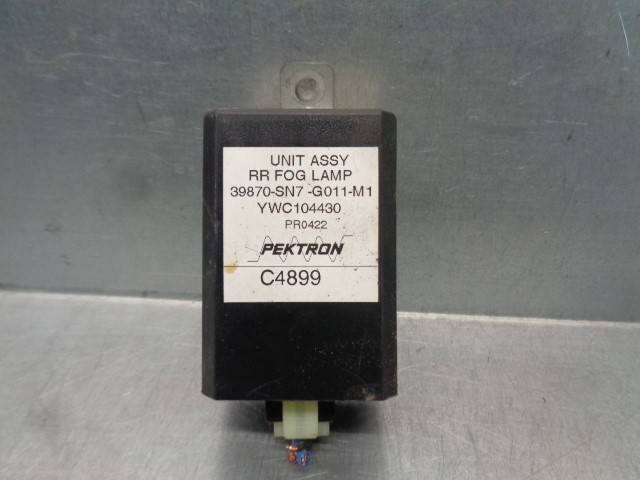 UNIT ASSY
RR FOG LAMP
39870-SN7 -G011-M1
YWC104430
PR0422
PEKTRON
C4899